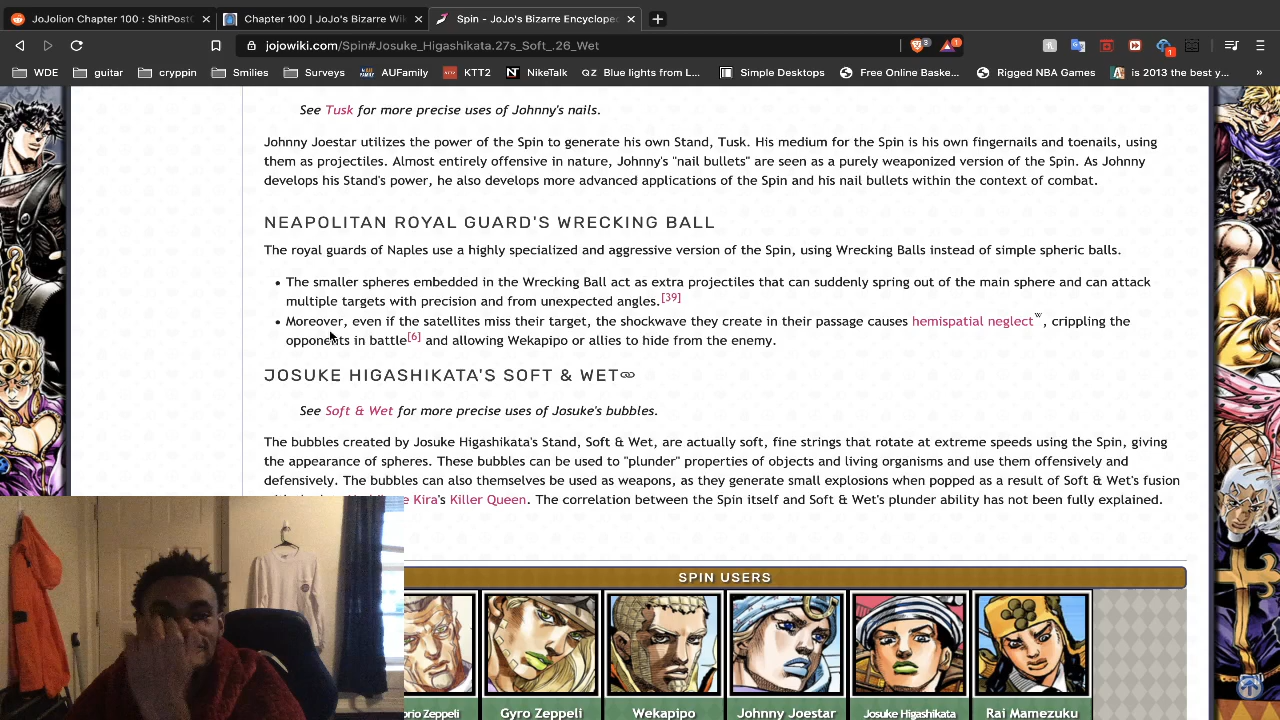 JoJolion Chapter 100 : ShitPost
Chapter 100 | JoJo's Bizarre Wi
Spin - JoJo's Bizarre Encyclope
jojowiki.com/Spin#Josuke_Higashikata.27s_Soft_.26_Wet
3
1
1
WDE guitar cryppin Smilies Surveys AUFamily KTT2 NikeTalk QZ Blue lights from L... Simple Desktops Free Online Baske... Rigged NBA Games is 2013 the best y... »
See Tusk for more precise uses of Johnny's nails.
Johnny Joestar utilizes the power of the Spin to generate his own Stand, Tusk. His medium for the Spin is his own fingernails and toenails, using
them as projectiles. Almost entirely offensive in nature, Johnny's "nail bullets" are seen as a purely weaponized version of the Spin. As Johnny
develops his Stand's power, he also develops more advanced applications of the Spin and his nail bullets within the context of combat.
NEAPOLITAN ROYAL GUARD'S WRECKING BALL
The royal guards of Naples use a highly specialized and aggressive version of the Spin, using Wrecking Balls instead of simple spheric balls.
• The smaller spheres embedded in the Wrecking Ball act as extra projectiles that can suddenly spring out of the main sphere and can attack
multiple targets with precision and from unexpected angles.[39]
• Moreover, even if the satellites miss their target, the shockwave they create in their passage causes hemispatial neglect w, crippling the
opponents in battle[6] and allowing Wekapipo or allies to hide from the enemy.
JOSUKE HIGASHIKATA'S SOFT & WET
See Soft & Wet for more precise uses of Josuke's bubbles.
The bubbles created by Josuke Higashikata's Stand, Soft & Wet, are actually soft, fine strings that rotate at extreme speeds using the Spin, giving
the appearance of spheres. These bubbles can be used to "plunder" properties of objects and living organisms and use them offensively and
defensively. The bubbles can also themselves be used as weapons, as they generate small explosions when popped as a result of Soft & Wet's fusion
Kira's Killer Queen. The correlation between the Spin itself and Soft & Wet's plunder ability has not been fully explained.
SPIN USERS
Zeppeli
Gyro Zeppeli
Wekapipo
Johnny Joestar
Josuke Higashikata
Rai Mamezuku